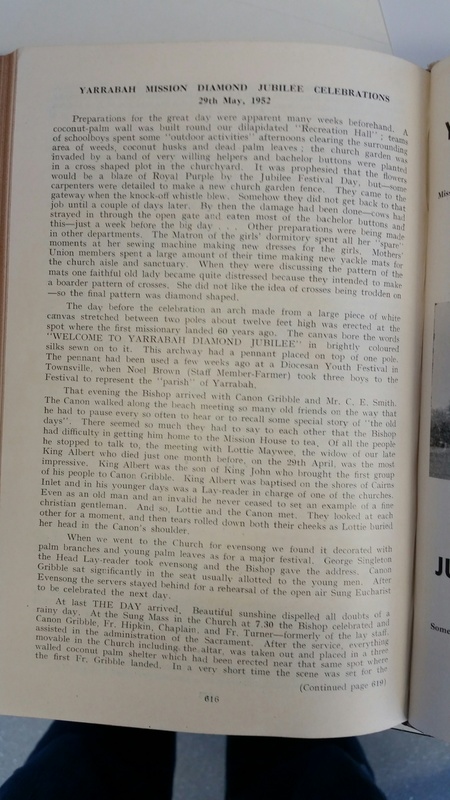 YARRABAH MISSION DIAMOND JUBILEE CELEBRATIONS
29th May, 1952
Preparations for the great day were apparent many weeks beforehand. A
coconut-palm wall was built round our dilapidated "Recreation Hall"; teams
of schoolboys spent some "outdoor activities" afternoons clearing the surrounding
area of weeds, coconut husks and dead palm leaves; the church garden was
invaded by a band of very willing helpers and bachelor buttons were planted
in a cross shaped plot in the churchyard. It was prophesied that the flowers
would be a blaze of Royal Purple by the Jubilee Festival Day, but—some
carpenters were detailed to make a new church garden fence. They came to the
gateway when the knock-off whistle blew. Somehow they did not get back to that
job until a couple of days later. By then the damage had been done—cows had
strayed in through the open gate and eaten most of the bachelor buttons and
this—just a week before the big day . . . Other preparations were being made
in other departments. The Matron of the girls' dormitory spent all her "spare"
moments at her sewing machine making new dresses for the girls. Mothers'
Union members spent a large amount of their time making new yackle mats for
the church aisle and sanctuary. When they were discussing the pattern of the
mats one faithful old lady became quite distressed because they intended to make
a boarder pattern of crosses. She did not like the idea of crosses being trodden on
—so the final pattern was diamond shaped.
The day before the celebration an arch made from a large piece of white
canvas stretched between two poles about twelve feet high was erected at the
spot where the first missionary landed 60 years ago. The canvas bore the words
"WELCOME TO YARRABAH DIAMOND JUBILEE" in brightly coloured
silks sewn on to it. This archway had a pennant placed on top of one pole.
The pennant had been used a few weeks ago at a Diocesan Youth Festival in
Townsville, when Noel Brown (Staff Member-Farmer) took three boys to the
Festival to represent the "parish" of Yarrabah.
That evening the Bishop arrived with Canon Gribble and Mr. C. E. Smith.
The Canon walked along the beach meeting so many old friends on the way that
he had to pause every so often to hear or to recall some special story of "the old
days". There seemed so much they had to say to each other that the Bishop
had difficulty in getting him home to the Mission House to tea. Of all the people
he stopped to talk to, the meeting with Lottie Maywee, the widow of our late
King Albert who died just one month before, on the 29th April, was the most
impressive. King Albert was the son of King John who brought the first group
of his people to Canon Gribble. King Albert was baptised on the shores of Cairns
Inlet and in his younger days was a Lay-reader in charge of one of the churches.
Even as an old man and an invalid he never ceased to set an example of a fine
christian gentleman. And so, Lottie and the Canon met. They looked at each
other for a moment, and then tears rolled down both their cheeks as Lottie buried
her head in the Canon's shoulder.
When we went to the Church for evensong we found it decorated with
palm branches and young palm leaves as for a major festival. George Singleton
the Head Lay-reader took evensong and the Bishop gave the address. Canon
Gribble sat significantly in the seat usually allotted to the young men. After
Evensong the servers stayed behind for a rehearsal of the open air Sung Eucharist
to be celebrated the next day.
At last THE DAY arrived. Beautiful sunshine dispelled all doubts of a
rainy day. At the Sung Mass in the Church at 7.30 the Bishop celebrated and
Canon Gribble, Fr. Hipkin, Chaplain, and Fr. Turner—formerly of the lay staff,
assisted in the administration of the Sacrament. After the service, everything
movable in the Church including the altar, was taken out and placed in a three
walled coconut palm shelter which had been erected near that same spot where
the first Fr. Gribble landed. In a very short time the scene was set for the
(Continued page 619)
616
Miss
JU
Some